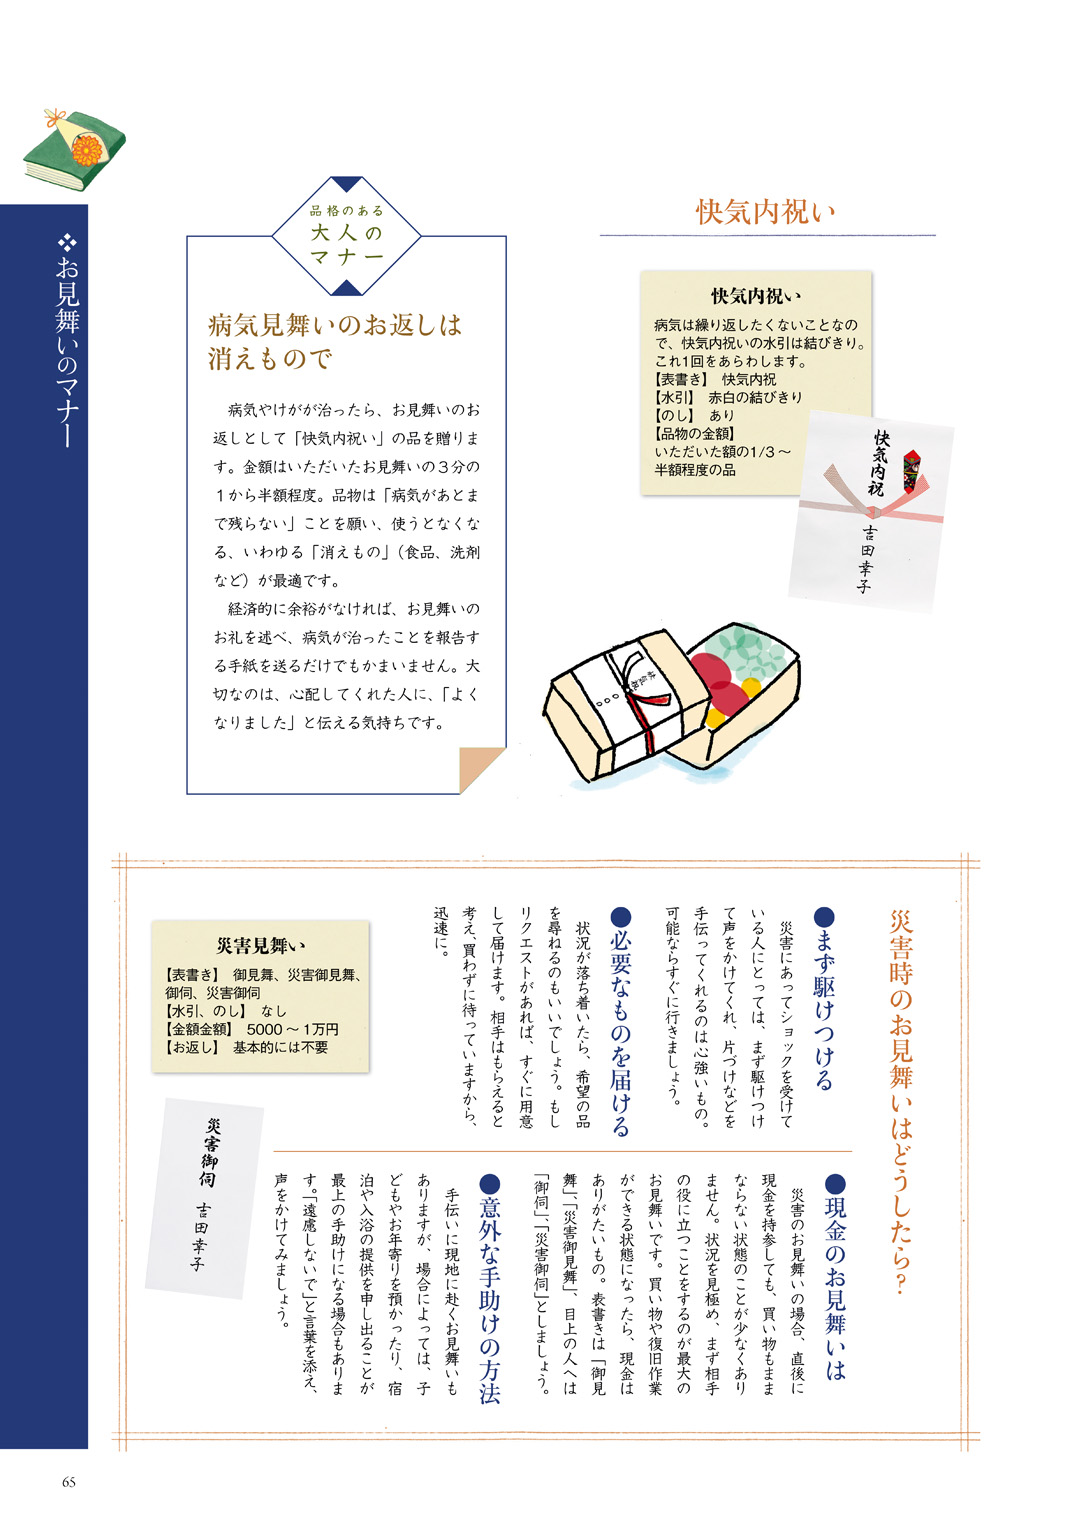 ❖お見舞いのマナー
快気内祝い
快気内祝い
病気は繰り返したくないことなの
で、快気内祝いの水引は結びきり。
これ1回をあらわします。
【表書き】　快気内祝
【水引】　赤白の結びきり
【のし】　あり
【品物の金額】
いただいた額の1/3～
半額程度の品
快気内祝
吉田幸子
品格のある
大人の
マナー
病気見舞いのお返しは
消えもので
　病気やけがが治ったら、お見舞いのお
返しとして「快気内祝い」の品を贈りま
す。金額はいただいたお見舞いの３分の
１から半額程度。品物は「病気があとま
で残らない」ことを願い、使うとなくな
る、いわゆる「消えもの」（食品、洗剤
など）が最適です。
　経済的に余裕がなければ、お見舞いの
お礼を述べ、病気が治ったことを報告す
る手紙を送るだけでもかまいません。大
切なのは、心配してくれた人に、「よく
なりました」と伝える気持ちです。
災害時のお見舞いはどうしたら？
●まず駆けつける
　災害にあってショックを受けて
いる人にとっては、まず駆けつけ
て声をかけてくれ、片づけなどを
手伝ってくれるのは心強いもの。
可能ならすぐに行きましょう。
●必要なものを届ける
　状況が落ち着いたら、希望の品
を尋ねるのもいいでしょう。もし
リクエストがあれば、すぐに用意
して届けます。相手はもらえると
考え、買わずに待っていますから、
迅速に。
●現金のお見舞いは
　災害のお見舞いの場合、直後に
現金を持参しても、買い物もまま
ならない状態のことが少なくあり
ません。状況を見極め、まず相手
の役に立つことをするのが最大の
お見舞いです。買い物や復旧作業
ができる状態になったら、現金は
ありがたいもの。表書きは「御見
舞」、「災害御見舞」、目上の人へは
「御伺」、「災害御伺」としましょう。
●意外な手助けの方法
　手伝いに現地に赴くお見舞いも
ありますが、場合によっては、子
どもやお年寄りを預かったり、宿
泊や入浴の提供を申し出ることが
最上の手助けになる場合もありま
す。「遠慮しないで」と言葉を添え、
声をかけてみましょう。
災害見舞い
【表書き】　御見舞、災害御見舞、
御伺、災害御伺
【水引、のし】　なし
【金額金額】　5000～1万円
【お返し】　基本的には不要
災害御伺
吉田幸子
65